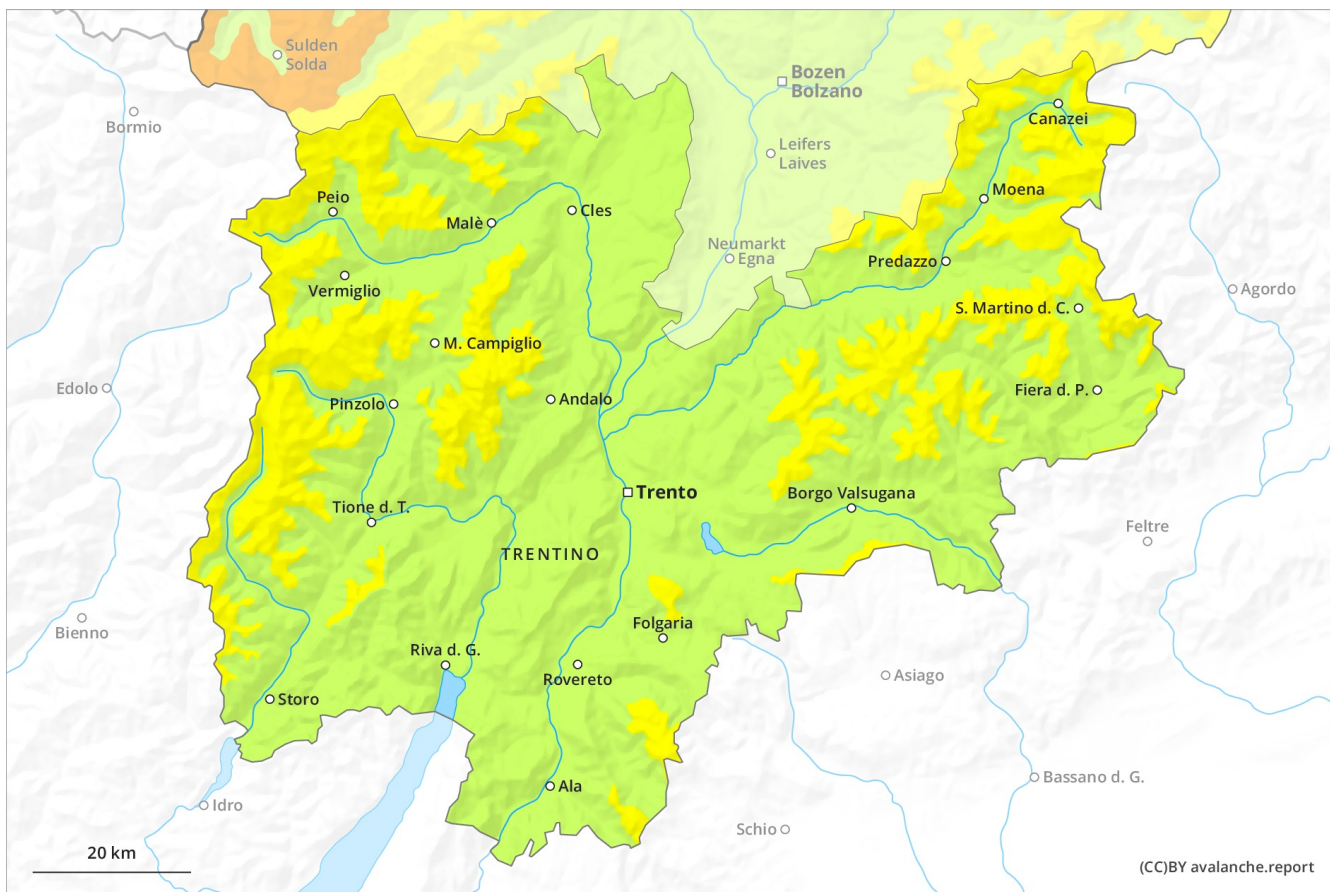 Sulden
Solda
Bozen
Bolzano
Bormio
Canazei
Leifers
Laives
Peio
Moena
Malè
Cles
Neumarkt
Egna
Predazzo
Vermiglio
Agordo
S. Martino d. C.
M. Campiglio
Edolo
Andalo
Fiera d. P.
Pinzolo
Trento
Borgo Valsugana
Tione d. T.
Feltre
TRENTINO
Bienno
Folgaria
Riva d. G.
Rovereto
Asiago
Storo
Bassano d. G.
Ala
Idro
Schio
20 km
(CC)BY avalanche.report